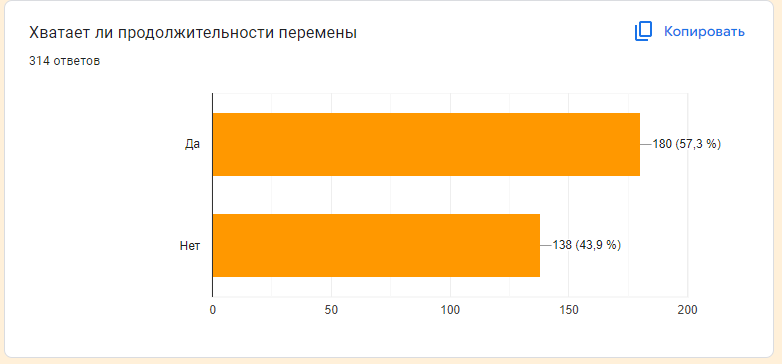 Хватает ли продолжительности перемены
Копировать
314 ответов
Да
180 (57,3 %)
Нет
138 (43,9 %)
0
50
100
150
200